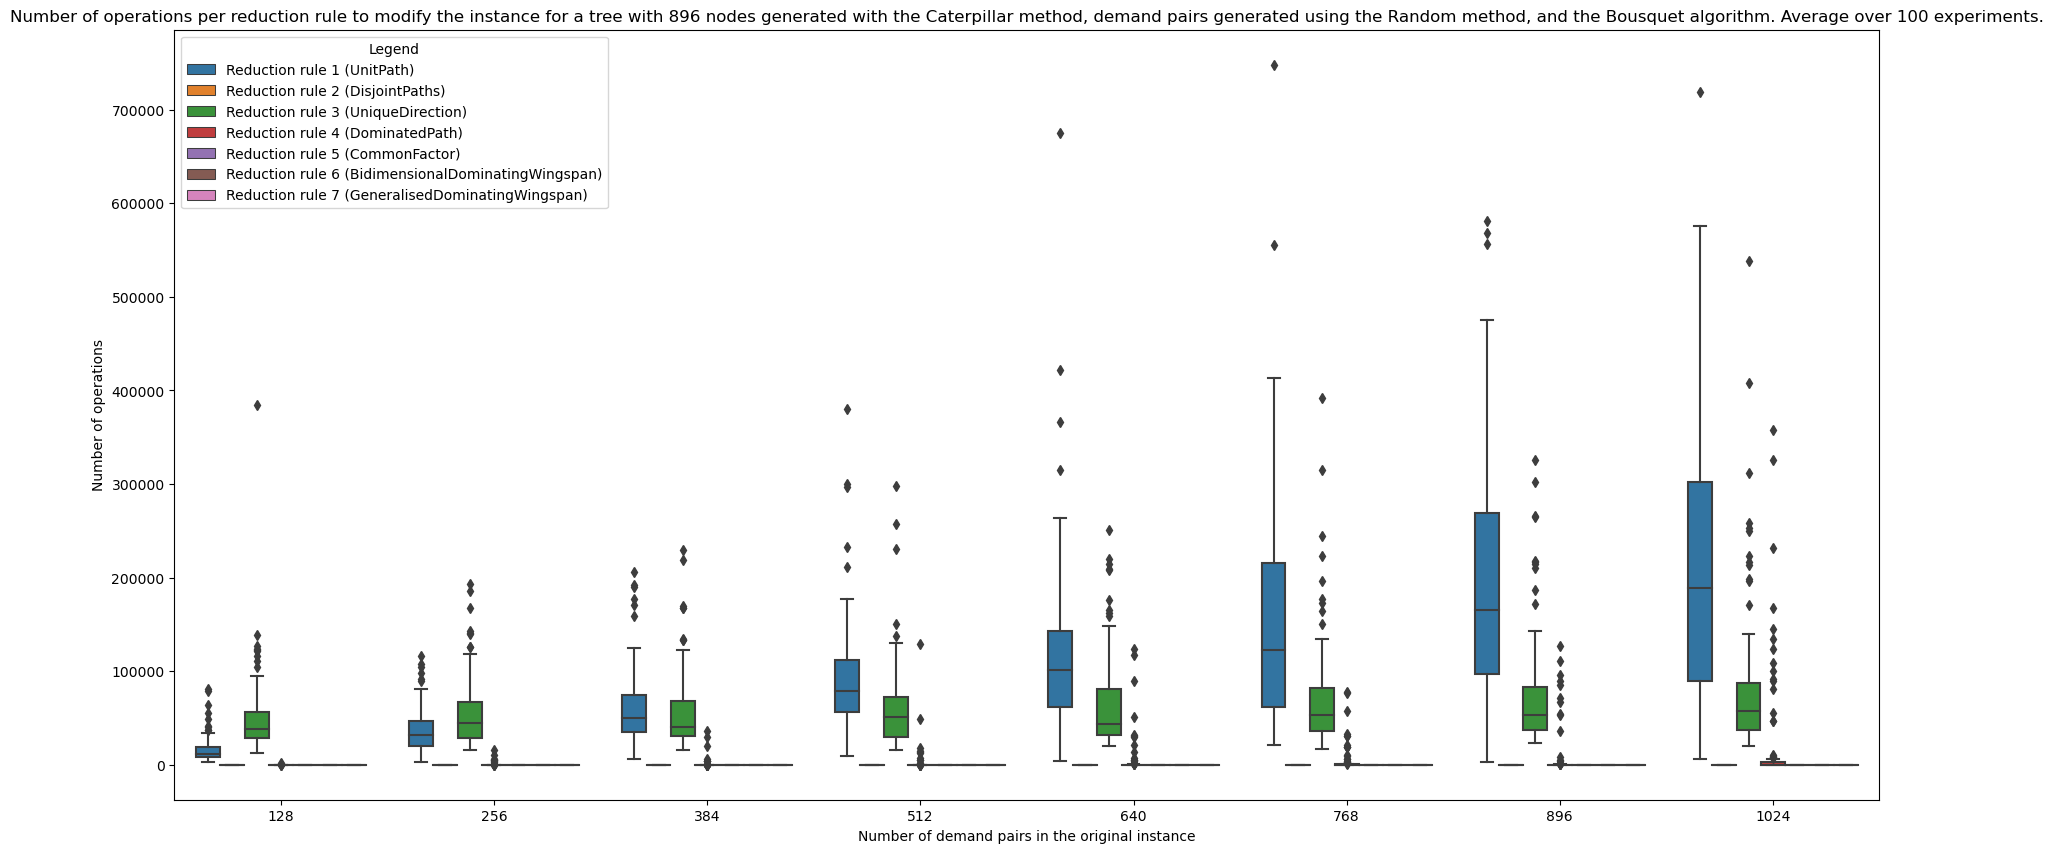 Number of operations per reduction rule to modify the instance for a tree with 896 nodes generated with the Caterpillar method, demand pairs generated using the Random method, and the Bousquet algorithm. Average over 100 experiments.
Legend
Reduction rule 1 (UnitPath)
Reduction rule 2 (DisjointPaths)
Reduction rule 3 (UniqueDirection)
Reduction rule 4 (DominatedPath)
Reduction rule 5 (CommonFactor)
Reduction rule 6 (BidimensionalDominatingWingspan)
Reduction rule 7 (GeneralisedDominatingWingspan)
Number of operations
700000
600000
500000
400000
300000
200000
100000
0
128 256 384 512 640 768 896 1024
Number of demand pairs in the original instance